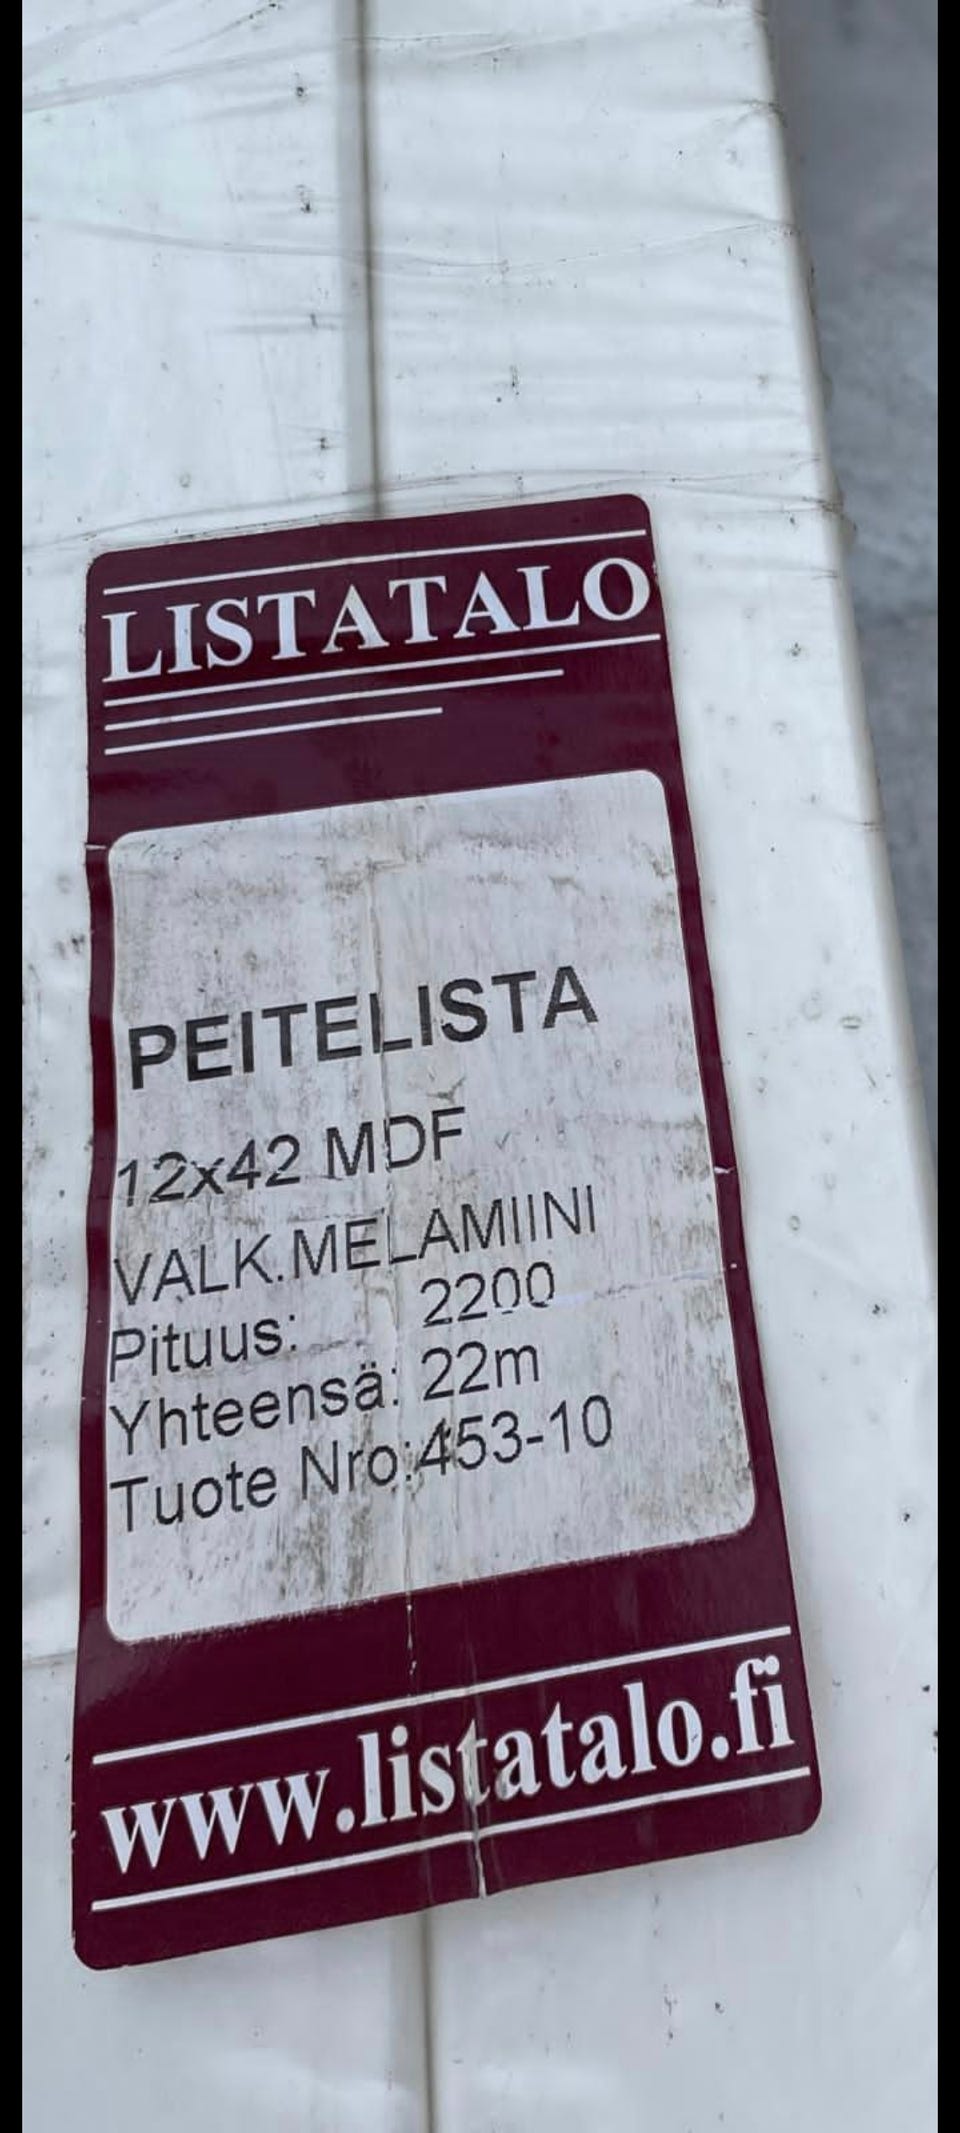 LISTATALO
PEITELISTA
12x42 MDF
VALK.MELAMIINI
Pituus: 2200
Yhteensä: 22m
Tuote Nro:453-10
www.listatalo.fi